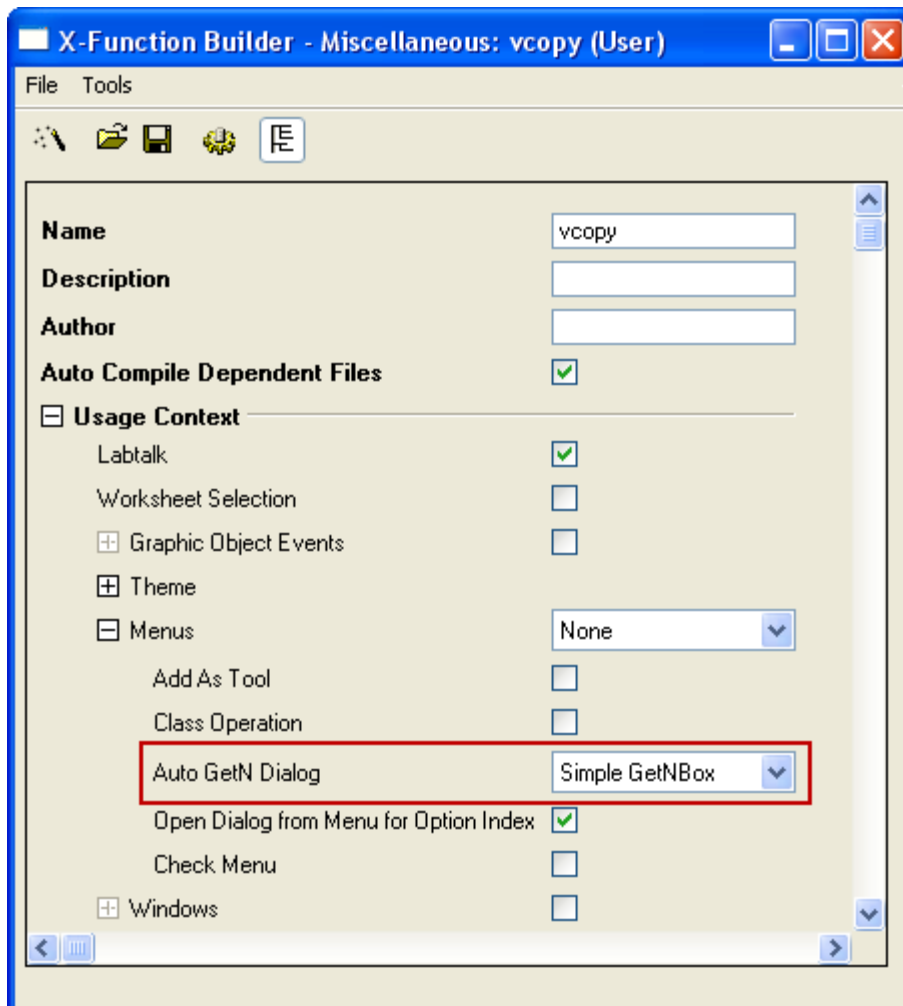 X-Function Builder - Miscellaneous: vcopy (User)
File Tools
Name vcopy
Description
Author
Auto Compile Dependent Files
Usage Context
Labtalk
Worksheet Selection
Graphic Object Events
Theme
Menus None
Add As Tool
Class Operation
Auto GetN Dialog Simple GetNBox
Open Dialog from Menu for Option Index
Check Menu
Windows